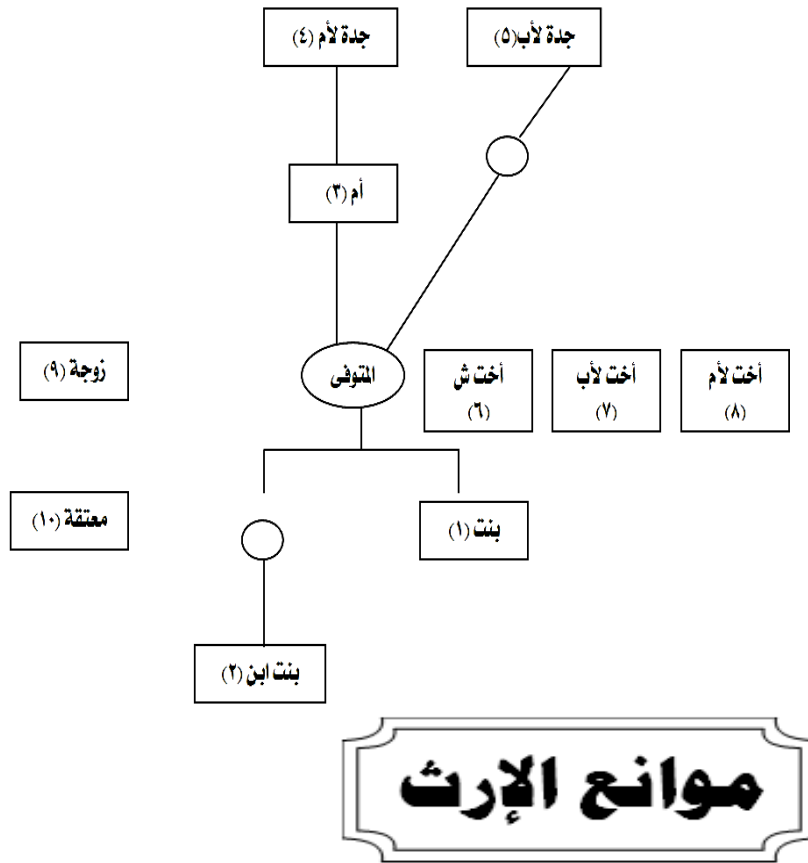 جدة لأب(٥)
جدة لأم (٤)
أم (٣)
أخت لأم
(٨)
أخت لأب
(٧)
أخت ش
(٦)
المتوفى
زوجة (٩)
بنت (١)
معتقة (١٠)
بنت ابن (٢)
موانع الإرث